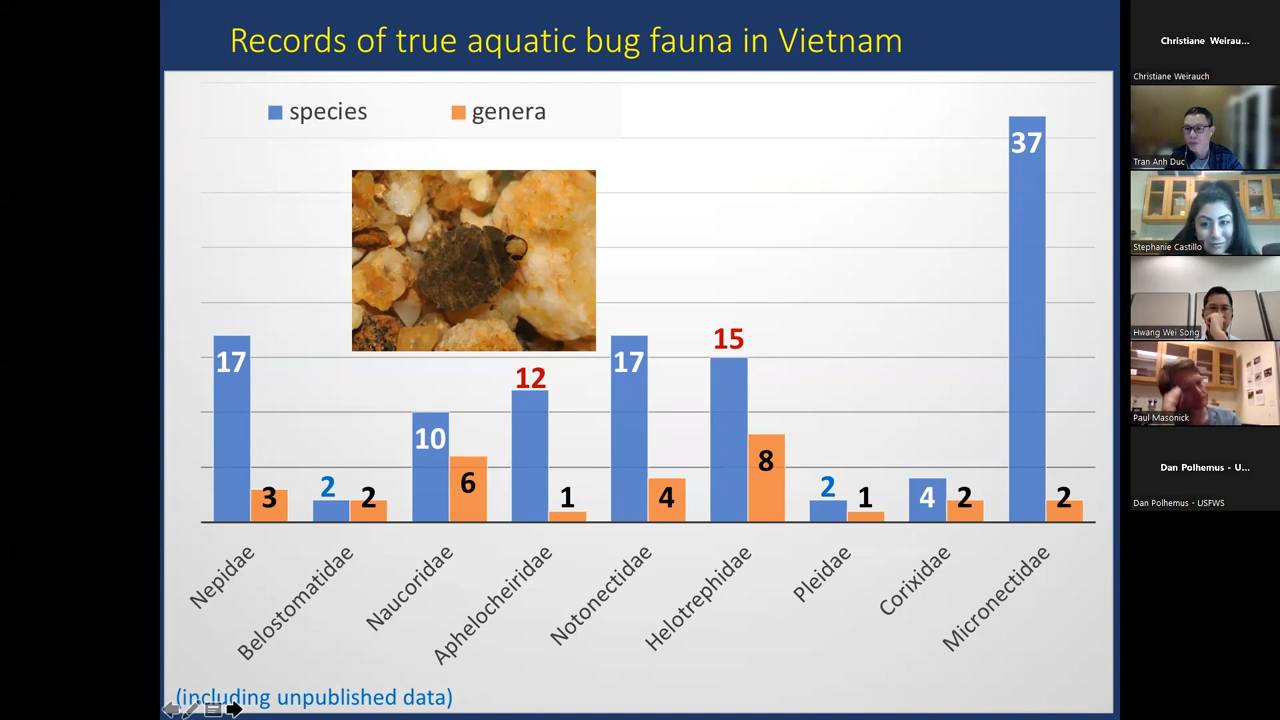 Records of true aquatic bug fauna in Vietnam
species
genera
37
17
17
15
12
10
8
6
3
2
2
1
4
2
1
4
2
2
Nepidae
Belostomatidae
Naucoridae
Aphelocheiridae
Notonectidae
Helotrephidae
Pleidae
Corixidae
Micronectidae
(including unpublished data)
Christiane Weirau...
Christiane Weirauch
Tran Anh Duc
Stephanie Castillo
Hwang Wei Song
Paul Masonick
Dan Polhemus - U...
Dan Polhemus - USFWS